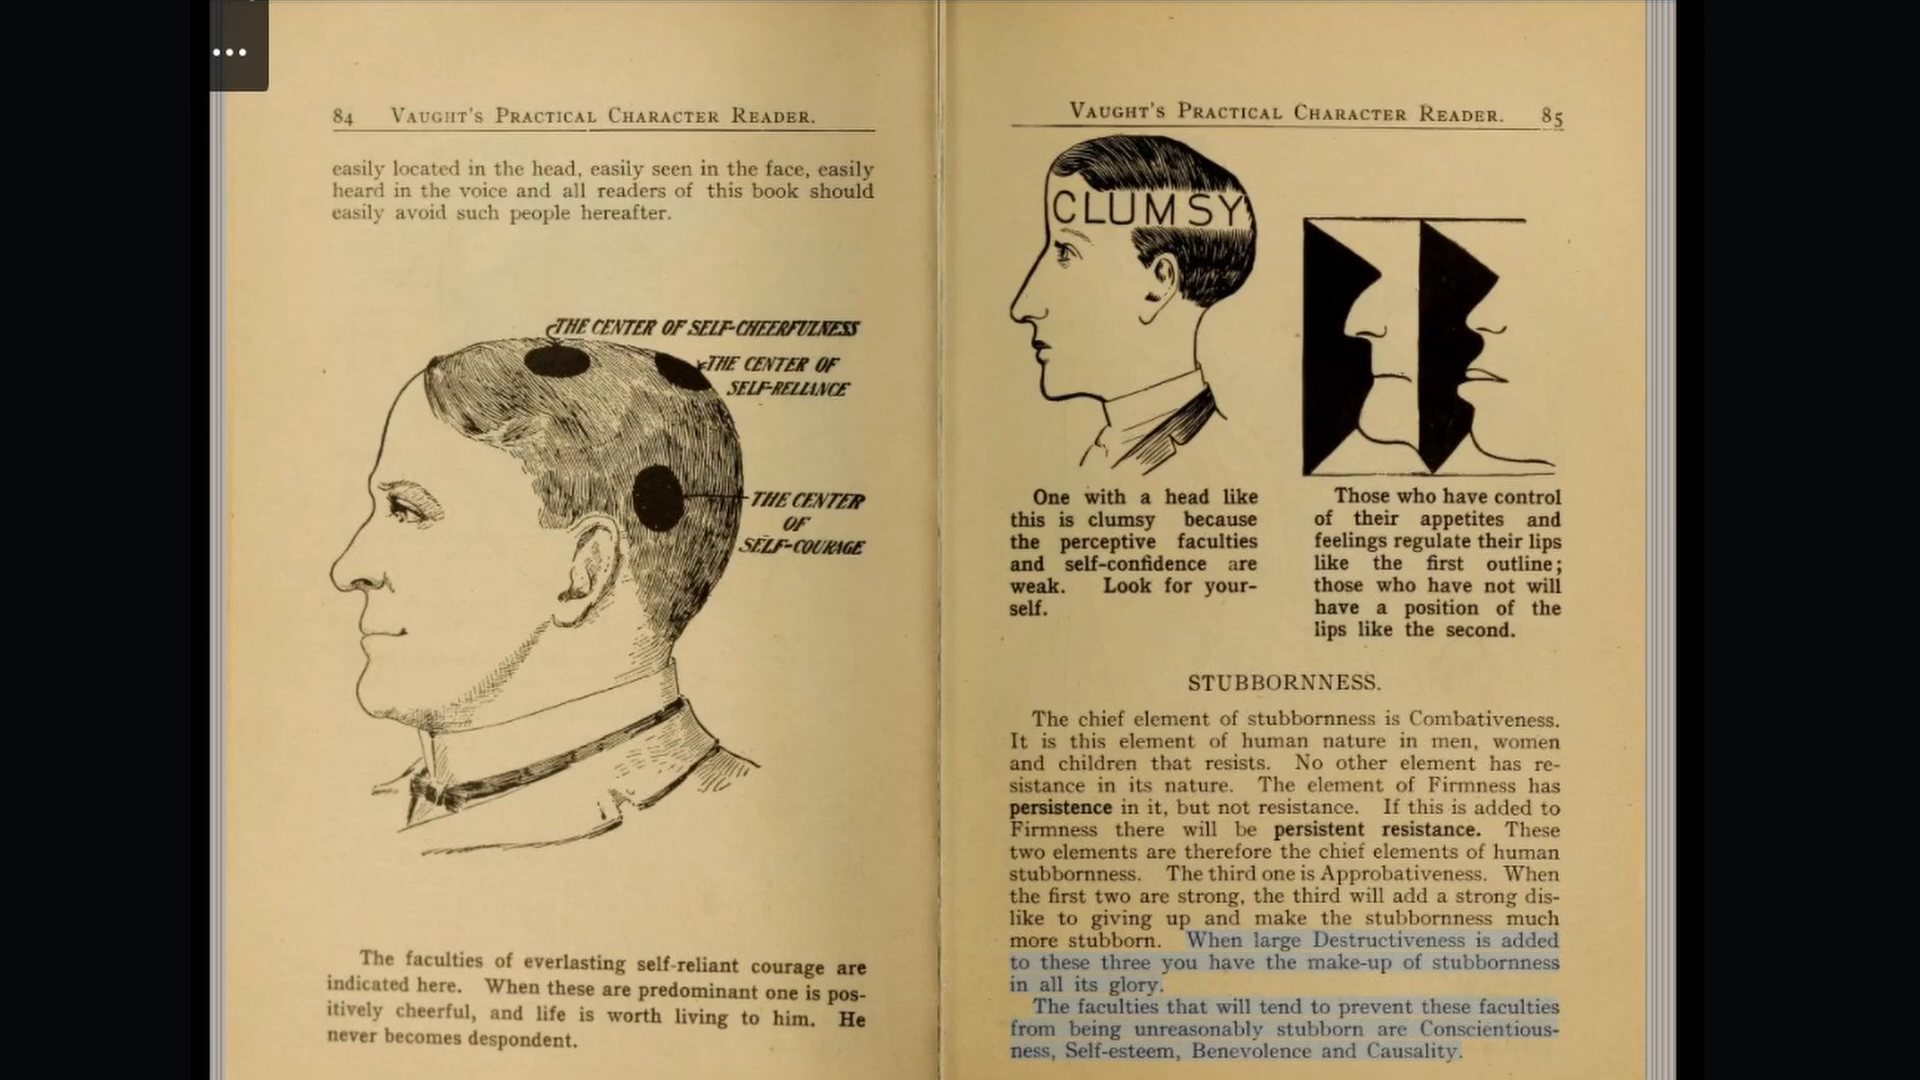 84 VAUGHT'S PRACTICAL CHARACTER READER.
easily located in the head, easily seen in the face, easily
heard in the voice and all readers of this book should
easily avoid such people hereafter.
THE CENTER OF SELF-CHEERFULNESS
THE CENTER OF
SELF-RELIANCE
THE CENTER
OF
SELF-COURAGE
The faculties of everlasting self-reliant courage are
indicated here. When these are predominant one is pos-
itively cheerful, and life is worth living to him. He
never becomes despondent.
VAUGHT'S PRACTICAL CHARACTER READER. 85
CLUMSY
One with a head like
this is clumsy because
the perceptive faculties
and self-confidence are
weak. Look for your-
self.
Those who have control
of their appetites and
feelings regulate their lips
like the first outline;
those who have not will
have a position of the
lips like the second.
STUBBORNNESS.
The chief element of stubbornness is Combativeness.
It is this element of human nature in men, women
and children that resists. No other element has re-
sistance in its nature. The element of Firmness has
persistence in it, but not resistance. If this is added to
Firmness there will be persistent resistance. These
two elements are therefore the chief elements of human
stubbornness. The third one is Approbativeness. When
the first two are strong, the third will add a strong dis-
like to giving up and make the stubbornness much
more stubborn. When large Destructiveness is added
to these three you have the make-up of stubbornness
in all its glory.
The faculties that will tend to prevent these faculties
from being unreasonably stubborn are Conscientious-
ness, Self-esteem, Benevolence and Causality.